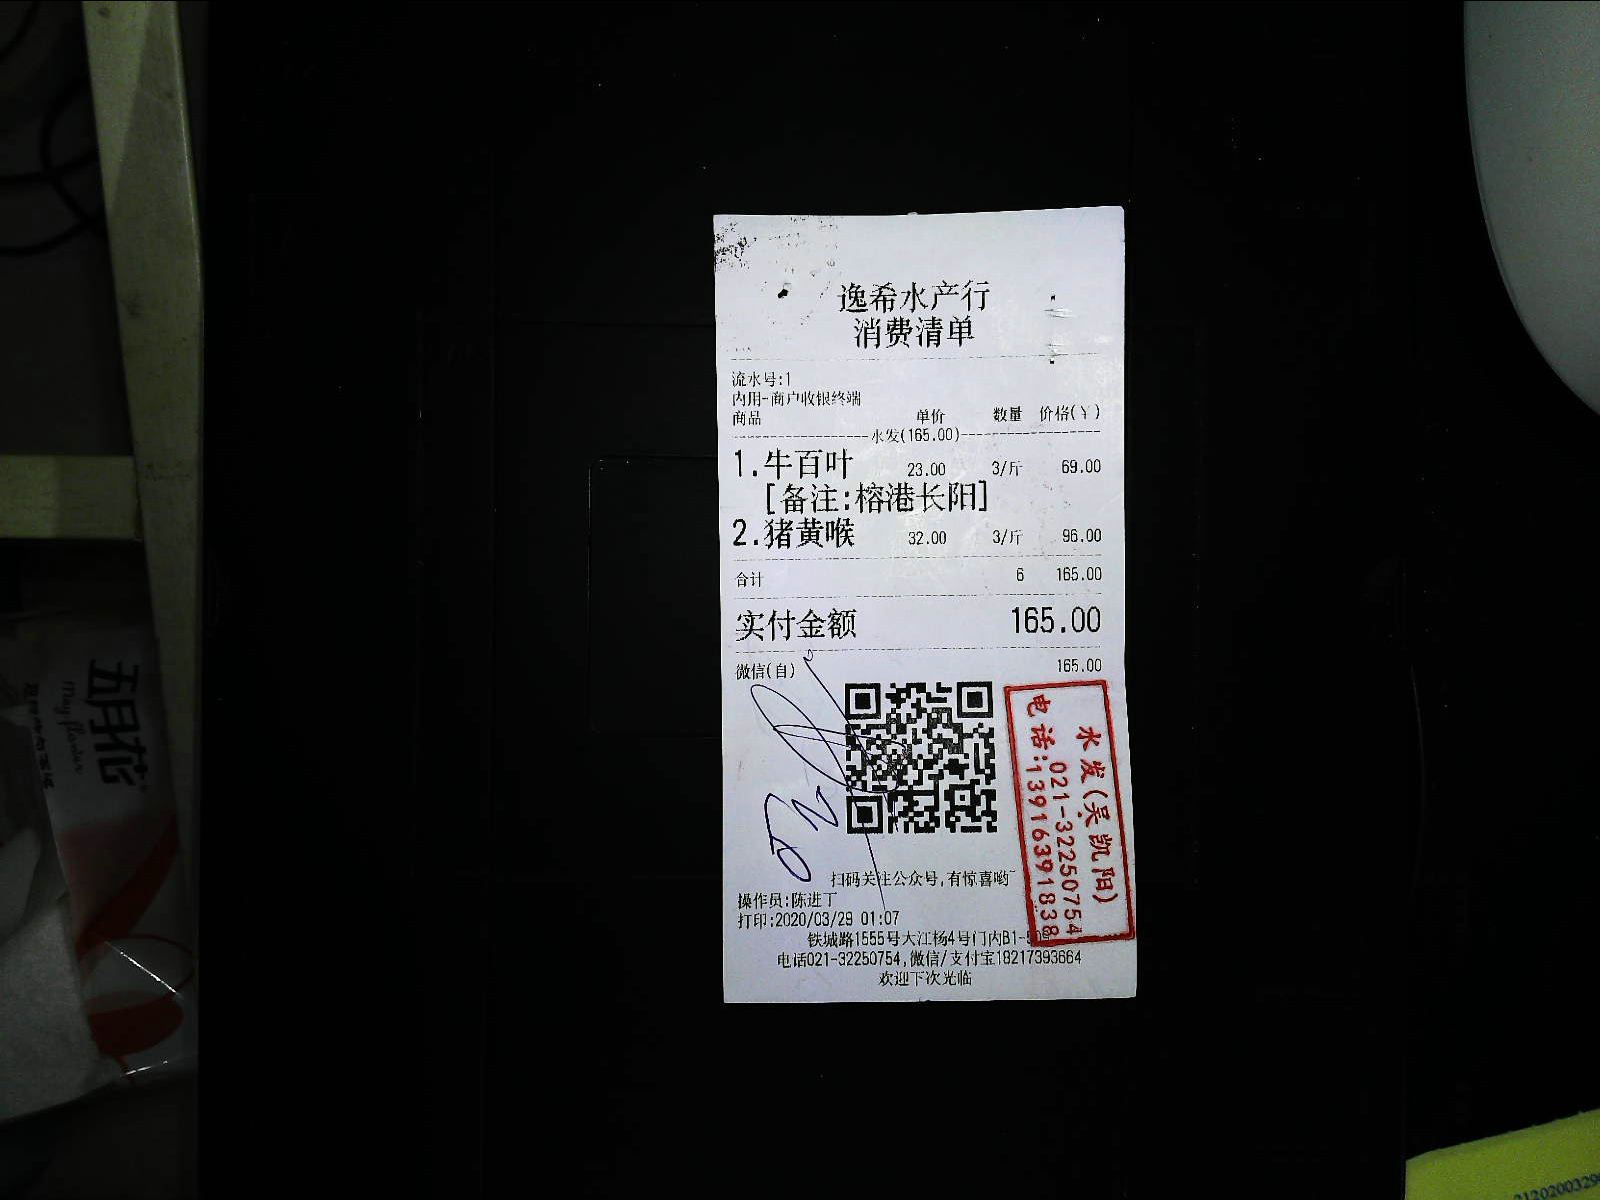 逸希水产行
消费清单
流水号:1
内用-商户收银终端
商品 单价 数量 价格(¥)
水发(165.00)
1.牛百叶 23.00 3/斤 69.00
[备注:榕港长阳]
2.猪黄喉 32.00 3/斤 96.00
合计 6 165.00
实付金额 165.00
微信(自) 165.00
水发(吴凯阳)
电话:021-32250754
13916391838
扫码关注公众号,有惊喜哟~
操作员:陈进丁
打印:2020/03/29 01:07
铁城路1555号大江杨4号门内B1-
电话021-32250754,微信/支付宝18217393664
欢迎下次光临
五月花
May flower